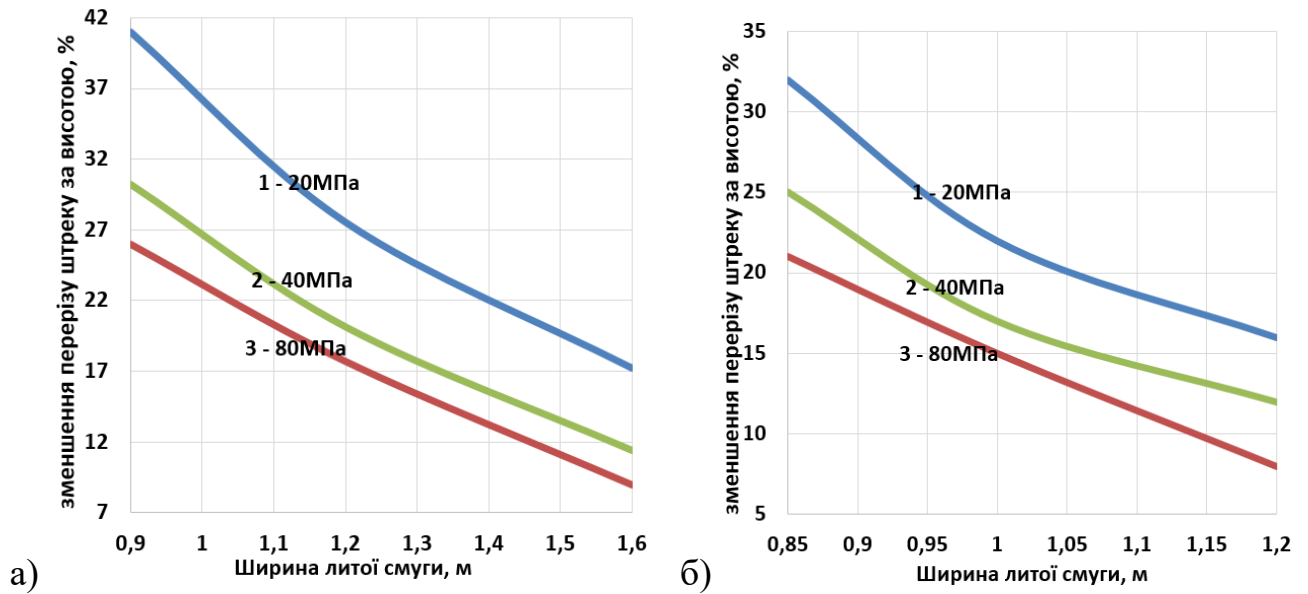 зменшення перерізу штреку за висотою, %
42
37
32
27
22
17
12
7
1 - 20МПа
2 - 40МПа
3 - 80МПа
0,9 1 1,1 1,2 1,3 1,4 1,5 1,6
Ширина литої смуги, м
а)
зменшення перерізу штреку за висотою, %
35
30
25
20
15
10
5
1 - 20МПа
2 - 40МПа
3 - 80МПа
0,85 0,9 0,95 1 1,05 1,1 1,15 1,2
Ширина литої смуги, м
б)